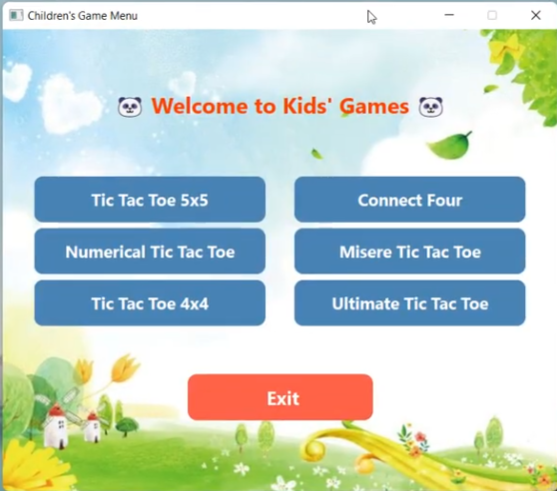 Children's Game Menu
🐼 Welcome to Kids' Games 🐼
Tic Tac Toe 5x5
Connect Four
Numerical Tic Tac Toe
Misere Tic Tac Toe
Tic Tac Toe 4x4
Ultimate Tic Tac Toe
Exit